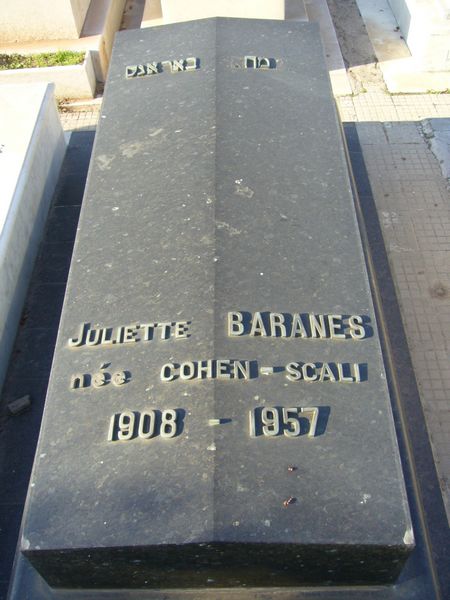 JULIETTE BARANES
née COHEN-SCALI
1908 - 1957